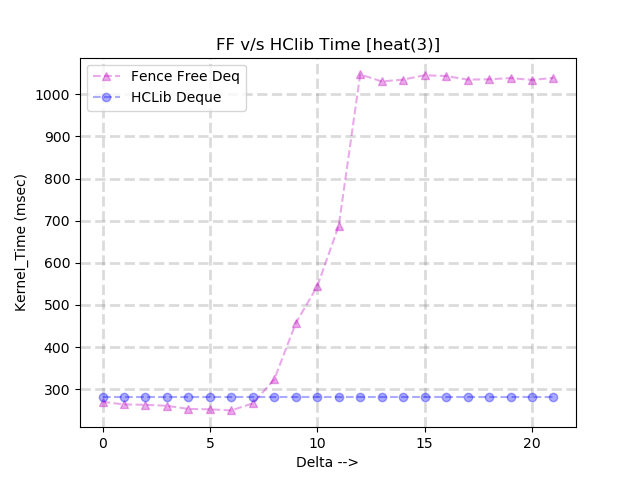 FF v/s HClib Time [heat(3)]
Fence Free Deq
HCLib Deque
1000
900
800
700
600
500
400
300
Kernel_Time (msec)
0 5 10 15 20
Delta -->